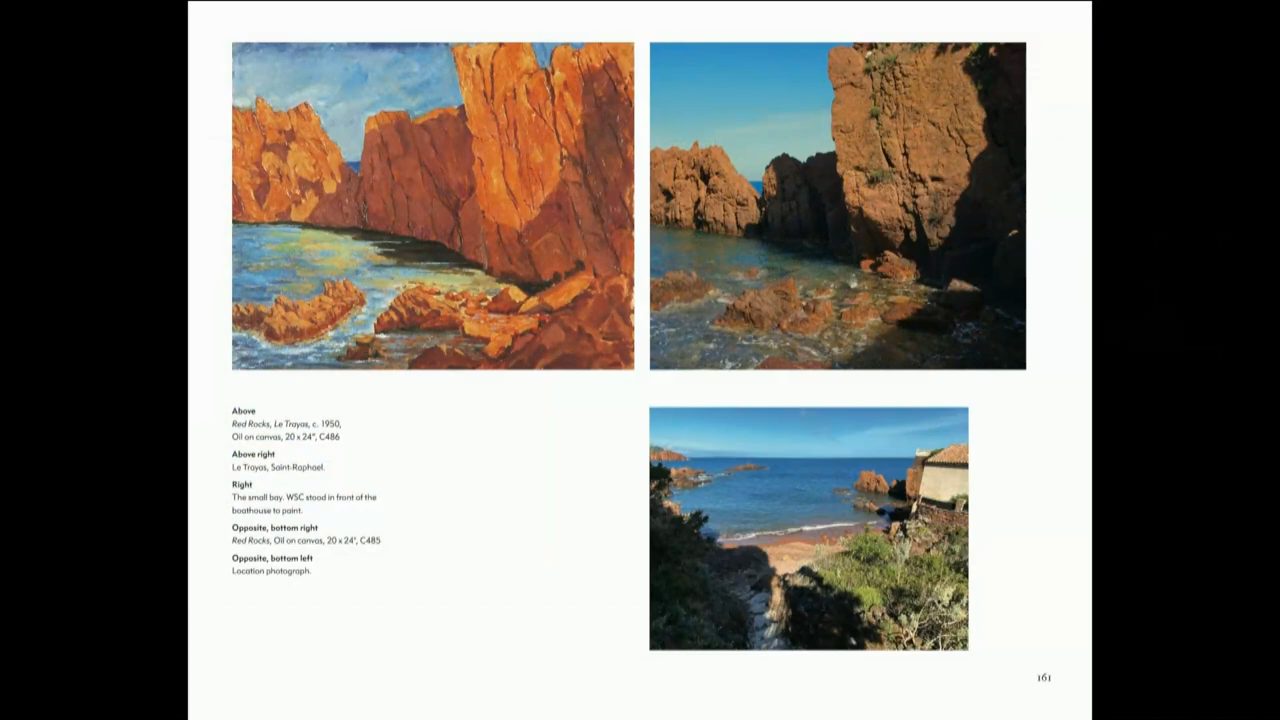 Above
Red Rocks, Le Trayas, c. 1950,
Oil on canvas, 20 x 24", C486
Above right
Le Trayas, Saint-Raphael.
Right
The small bay. WSC stood in front of the
boathouse to paint.
Opposite, bottom right
Red Rocks, Oil on canvas, 20 x 24", C485
Opposite, bottom left
Location photograph.
161